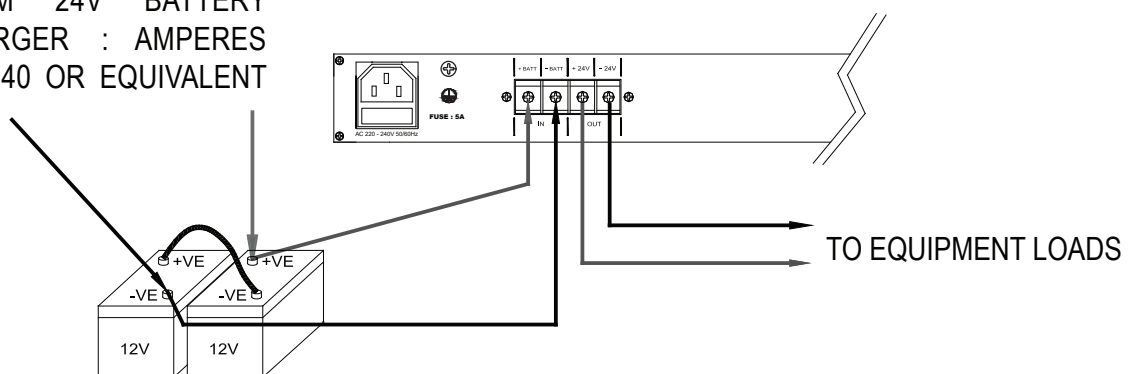 24V BATTERY
: AMPERES
40 OR EQUIVALENT
+ BATT - BATT + 24V - 24V
FUSE : 5A
IN OUT
AC 220 - 240V 50/60Hz
TO EQUIPMENT LOADS
+VE +VE
-VE -VE
12V 12V